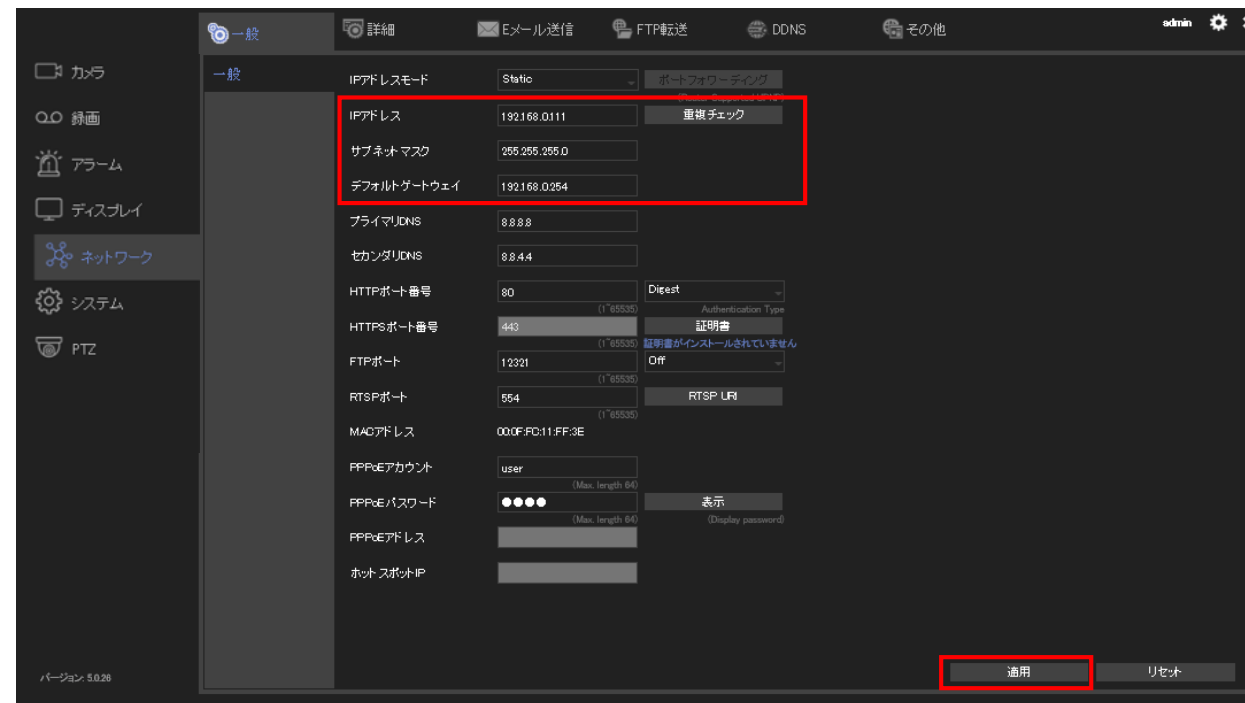 一般
詳細
Eメール送信
FTP転送
DDNS
その他
admin
カメラ
録画
アラーム
ディスプレイ
ネットワーク
システム
PTZ
バージョン: 5.0.26
一般
IPアドレスモード Static ポートフォワーディング
(Router Supported UPNP)
IPアドレス 192.168.0.111 重複チェック
サブネットマスク 255.255.255.0
デフォルトゲートウェイ 192.168.0.254
プライマリDNS 8.8.8.8
セカンダリDNS 8.8.4.4
HTTPポート番号 80 Digest
(1~65535) Authentication Type
HTTPSポート番号 443 証明書
(1~65535) 証明書がインストールされていません
FTPポート 12321 Off
(1~65535)
RTSPポート 554 RTSP URI
(1~65535)
MACアドレス 00:0F:FC:11:FF:3E
PPPoEアカウント user
(Max. length 64)
PPPoEパスワード ●●●● 表示
(Max. length 64) (Display password)
PPPoEアドレス
ホットスポットIP
適用 リセット